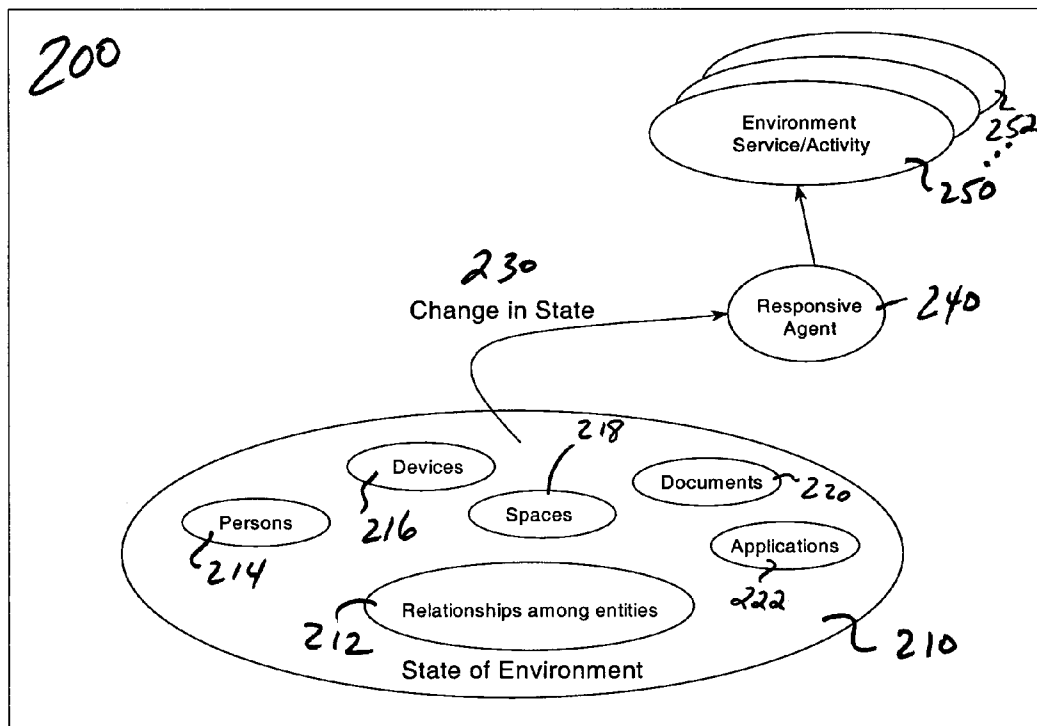 200
Environment
Service/Activity
252
...
250
230
Change in State
Responsive
Agent
240
218
Devices
216
Spaces
Documents
220
Persons
214
Applications
222
Relationships among entities
212
State of Environment
210